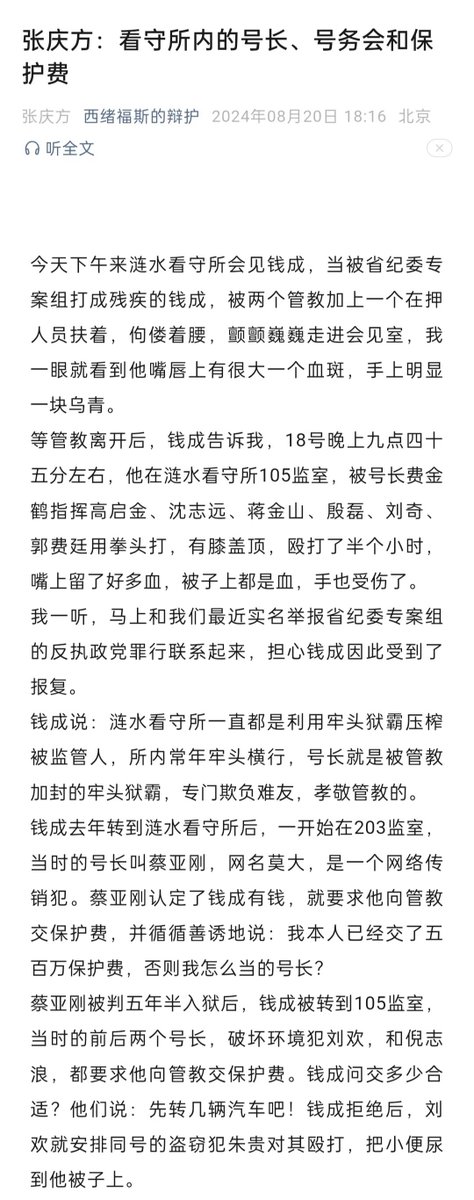 张庆方：看守所内的号长、号务会和保
护费
张庆方 西绪福斯的辩护 2024年08月20日 18:16 北京
听全文
今天下午来涟水看守所会见钱成，当被省纪委专
案组打成残疾的钱成，被两个管教加上一个在押
人员扶着，佝偻着腰，颤颤巍巍走进会见室，我
一眼就看到他嘴唇上有很大一个血斑，手上明显
一块乌青。
等管教离开后，钱成告诉我，18号晚上九点四十
五分左右，他在涟水看守所105监室，被号长费金
鹤指挥高启金、沈志远、蒋金山、殷磊、刘奇、
郭费廷用拳头打，有膝盖顶，殴打了半个小时，
嘴上留了好多血，被子上都是血，手也受伤了。
我一听，马上和我们最近实名举报省纪委专案组
的反执政党罪行联系起来，担心钱成因此受到了
报复。
钱成说：涟水看守所一直都是利用牢头狱霸压榨
被监管人，所内常年牢头横行，号长就是被管教
加封的牢头狱霸，专门欺负难友，孝敬管教的。
钱成去年转到涟水看守所后，一开始在203监室，
当时的号长叫蔡亚刚，网名莫大，是一个网络传
销犯。蔡亚刚认定了钱成有钱，就要求他向管教
交保护费，并循循善诱地说：我本人已经交了五
百万保护费，否则我怎么当的号长？
蔡亚刚被判五年半入狱后，钱成被转到105监室，
当时的前后两个号长，破坏环境犯刘欢，和倪志
浪，都要求他向管教交保护费。钱成问交多少合
适？他们说：先转几辆汽车吧！钱成拒绝后，刘
欢就安排同号的盗窃犯朱贵对其殴打，把小便尿
到他被子上。